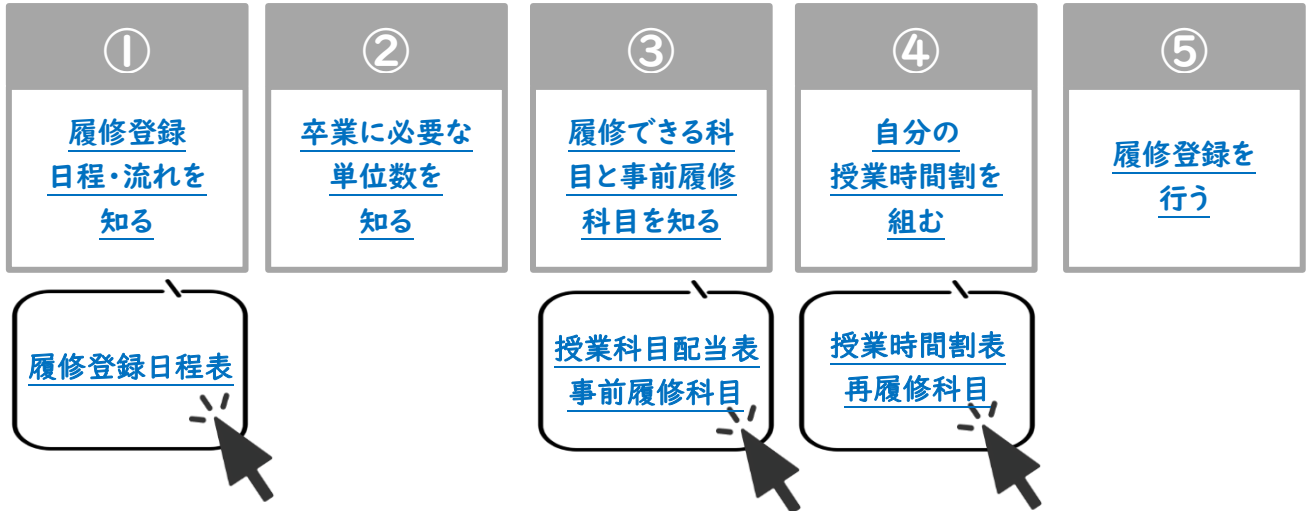 ①
履修登録
日程・流れを
知る
②
卒業に必要な
単位数を
知る
③
履修できる科
目と事前履修
科目を知る
④
自分の
授業時間割を
組む
⑤
履修登録を
行う
履修登録日程表
授業科目配当表
事前履修科目
授業時間割表
再履修科目